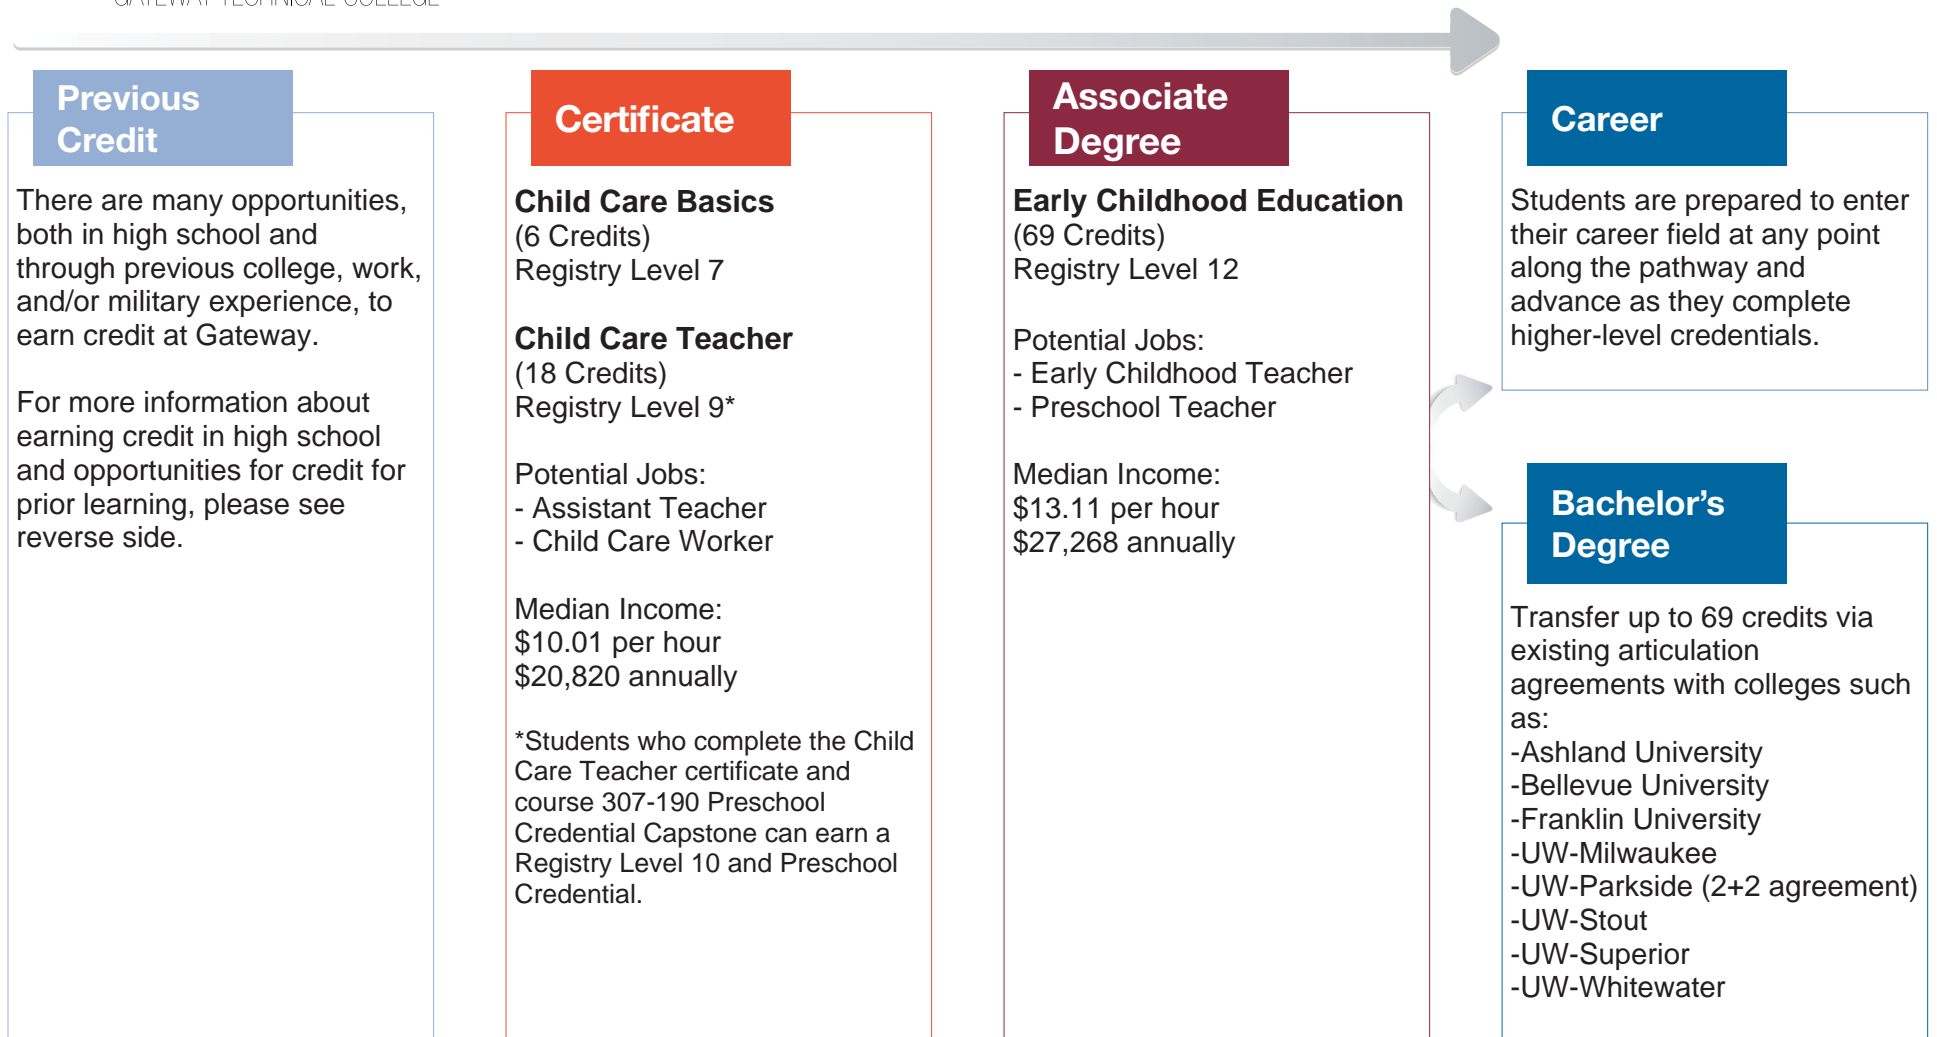 GATEWAY TECHNICAL COLLEGE
Previous
Credit
There are many opportunities,
both in high school and
through previous college, work,
and/or military experience, to
earn credit at Gateway.
For more information about
earning credit in high school
and opportunities for credit for
prior learning, please see
reverse side.
Certificate
Child Care Basics
(6 Credits)
Registry Level 7
Child Care Teacher
(18 Credits)
Registry Level 9*
Potential Jobs:
- Assistant Teacher
- Child Care Worker
Median Income:
$10.01 per hour
$20,820 annually
*Students who complete the Child
Care Teacher certificate and
course 307-190 Preschool
Credential Capstone can earn a
Registry Level 10 and Preschool
Credential.
Associate
Degree
Early Childhood Education
(69 Credits)
Registry Level 12
Potential Jobs:
- Early Childhood Teacher
- Preschool Teacher
Median Income:
$13.11 per hour
$27,268 annually
Career
Students are prepared to enter
their career field at any point
along the pathway and
advance as they complete
higher-level credentials.
Bachelor’s
Degree
Transfer up to 69 credits via
existing articulation
agreements with colleges such
as:
-Ashland University
-Bellevue University
-Franklin University
-UW-Milwaukee
-UW-Parkside (2+2 agreement)
-UW-Stout
-UW-Superior
-UW-Whitewater